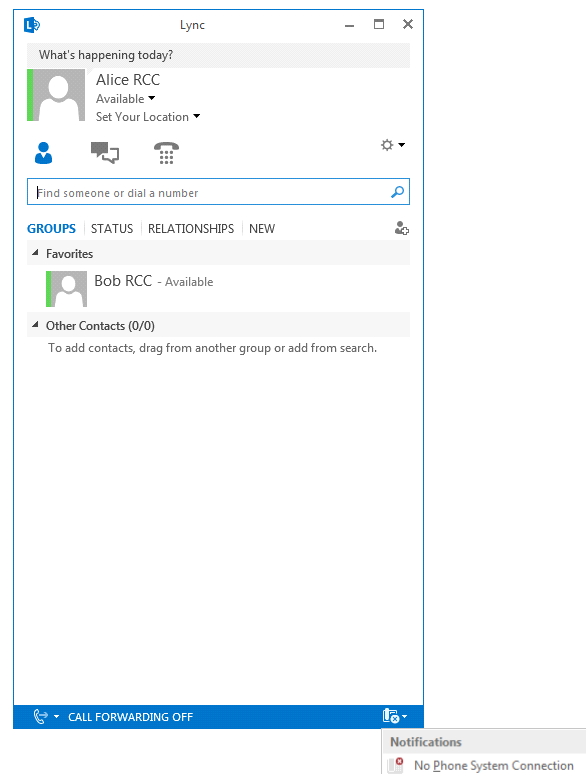 Lync
What's happening today?
Alice RCC
Available
Set Your Location
Find someone or dial a number
GROUPS STATUS RELATIONSHIPS NEW
Favorites
Bob RCC - Available
Other Contacts (0/0)
To add contacts, drag from another group or add from search.
CALL FORWARDING OFF
Notifications
No Phone System Connection